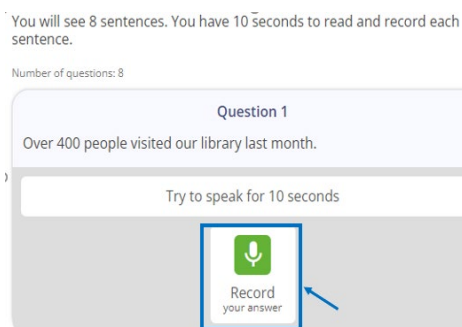 You will see 8 sentences. You have 10 seconds to read and record each
sentence.
Number of questions: 8
Question 1
Over 400 people visited our library last month.
Try to speak for 10 seconds
Record
your answer